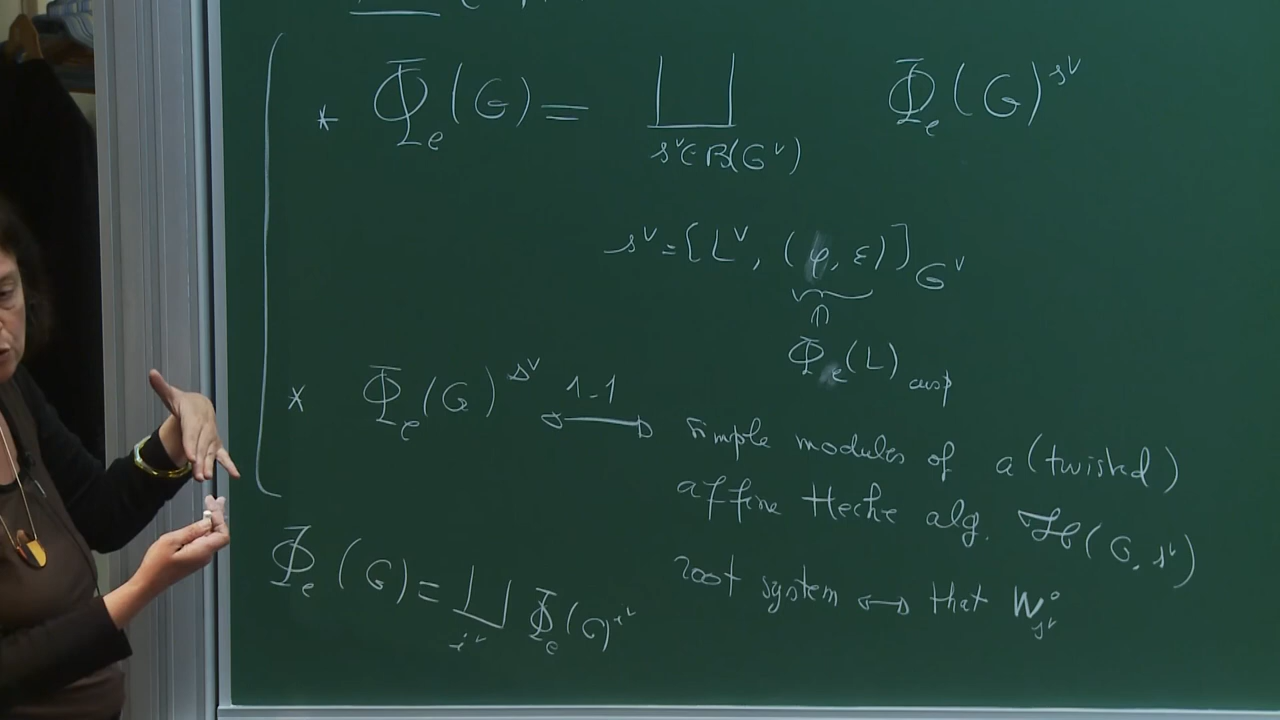 * Φ_e(G) = ⊔ Φ_e(G)^{s^∨}
s^∨∈B(G^∨)
s^∨ = [L^∨, (φ, ε)]_{G^∨}
∩
Φ_e(L)_{cusp}
* Φ_e(G)^{s^∨} 1-1 ⟷ simple modules of a (twisted)
affine Hecke alg. ℋ(G, s^∨)
root system ⟷ that W°_{s^∨}
Φ_e(G) = ⊔_{i^∨} Φ_e(G)^{i^∨}